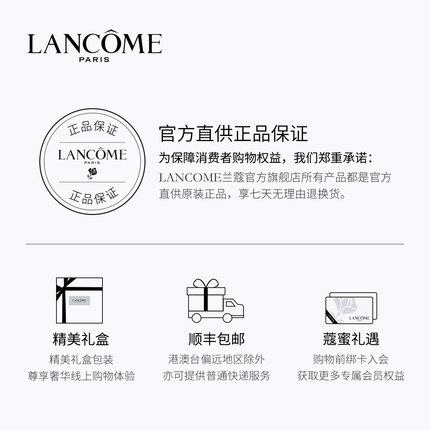 LANCÔME
PARIS
正品保证
LANCÔME
PARIS
正品保证
官方直供正品保证
为保障消费者购物权益，我们郑重承诺：
LANCOME兰蔻官方旗舰店所有产品都是官方
直供原装正品，享七天无理由退换货。
LANCÔME
精美礼盒
精美礼盒包装
尊享奢华线上购物体验
顺丰包邮
港澳台偏远地区除外
亦可提供普通快递服务
LANCÔME
蔻蜜礼遇
购物前绑卡入会
获取更多专属会员权益